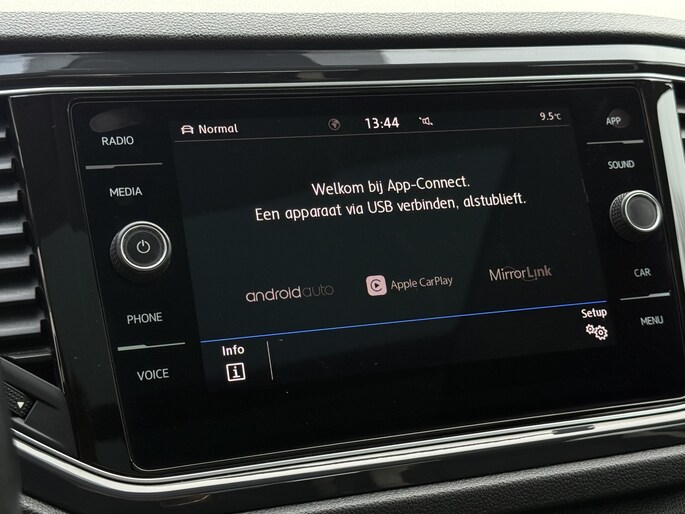 RADIO
MEDIA
PHONE
VOICE
Normal
13:44
9.5°C
Welkom bij App-Connect.
Een apparaat via USB verbinden, alstublieft.
androidauto
Apple CarPlay
MirrorLink
Info
Setup
APP
SOUND
CAR
MENU